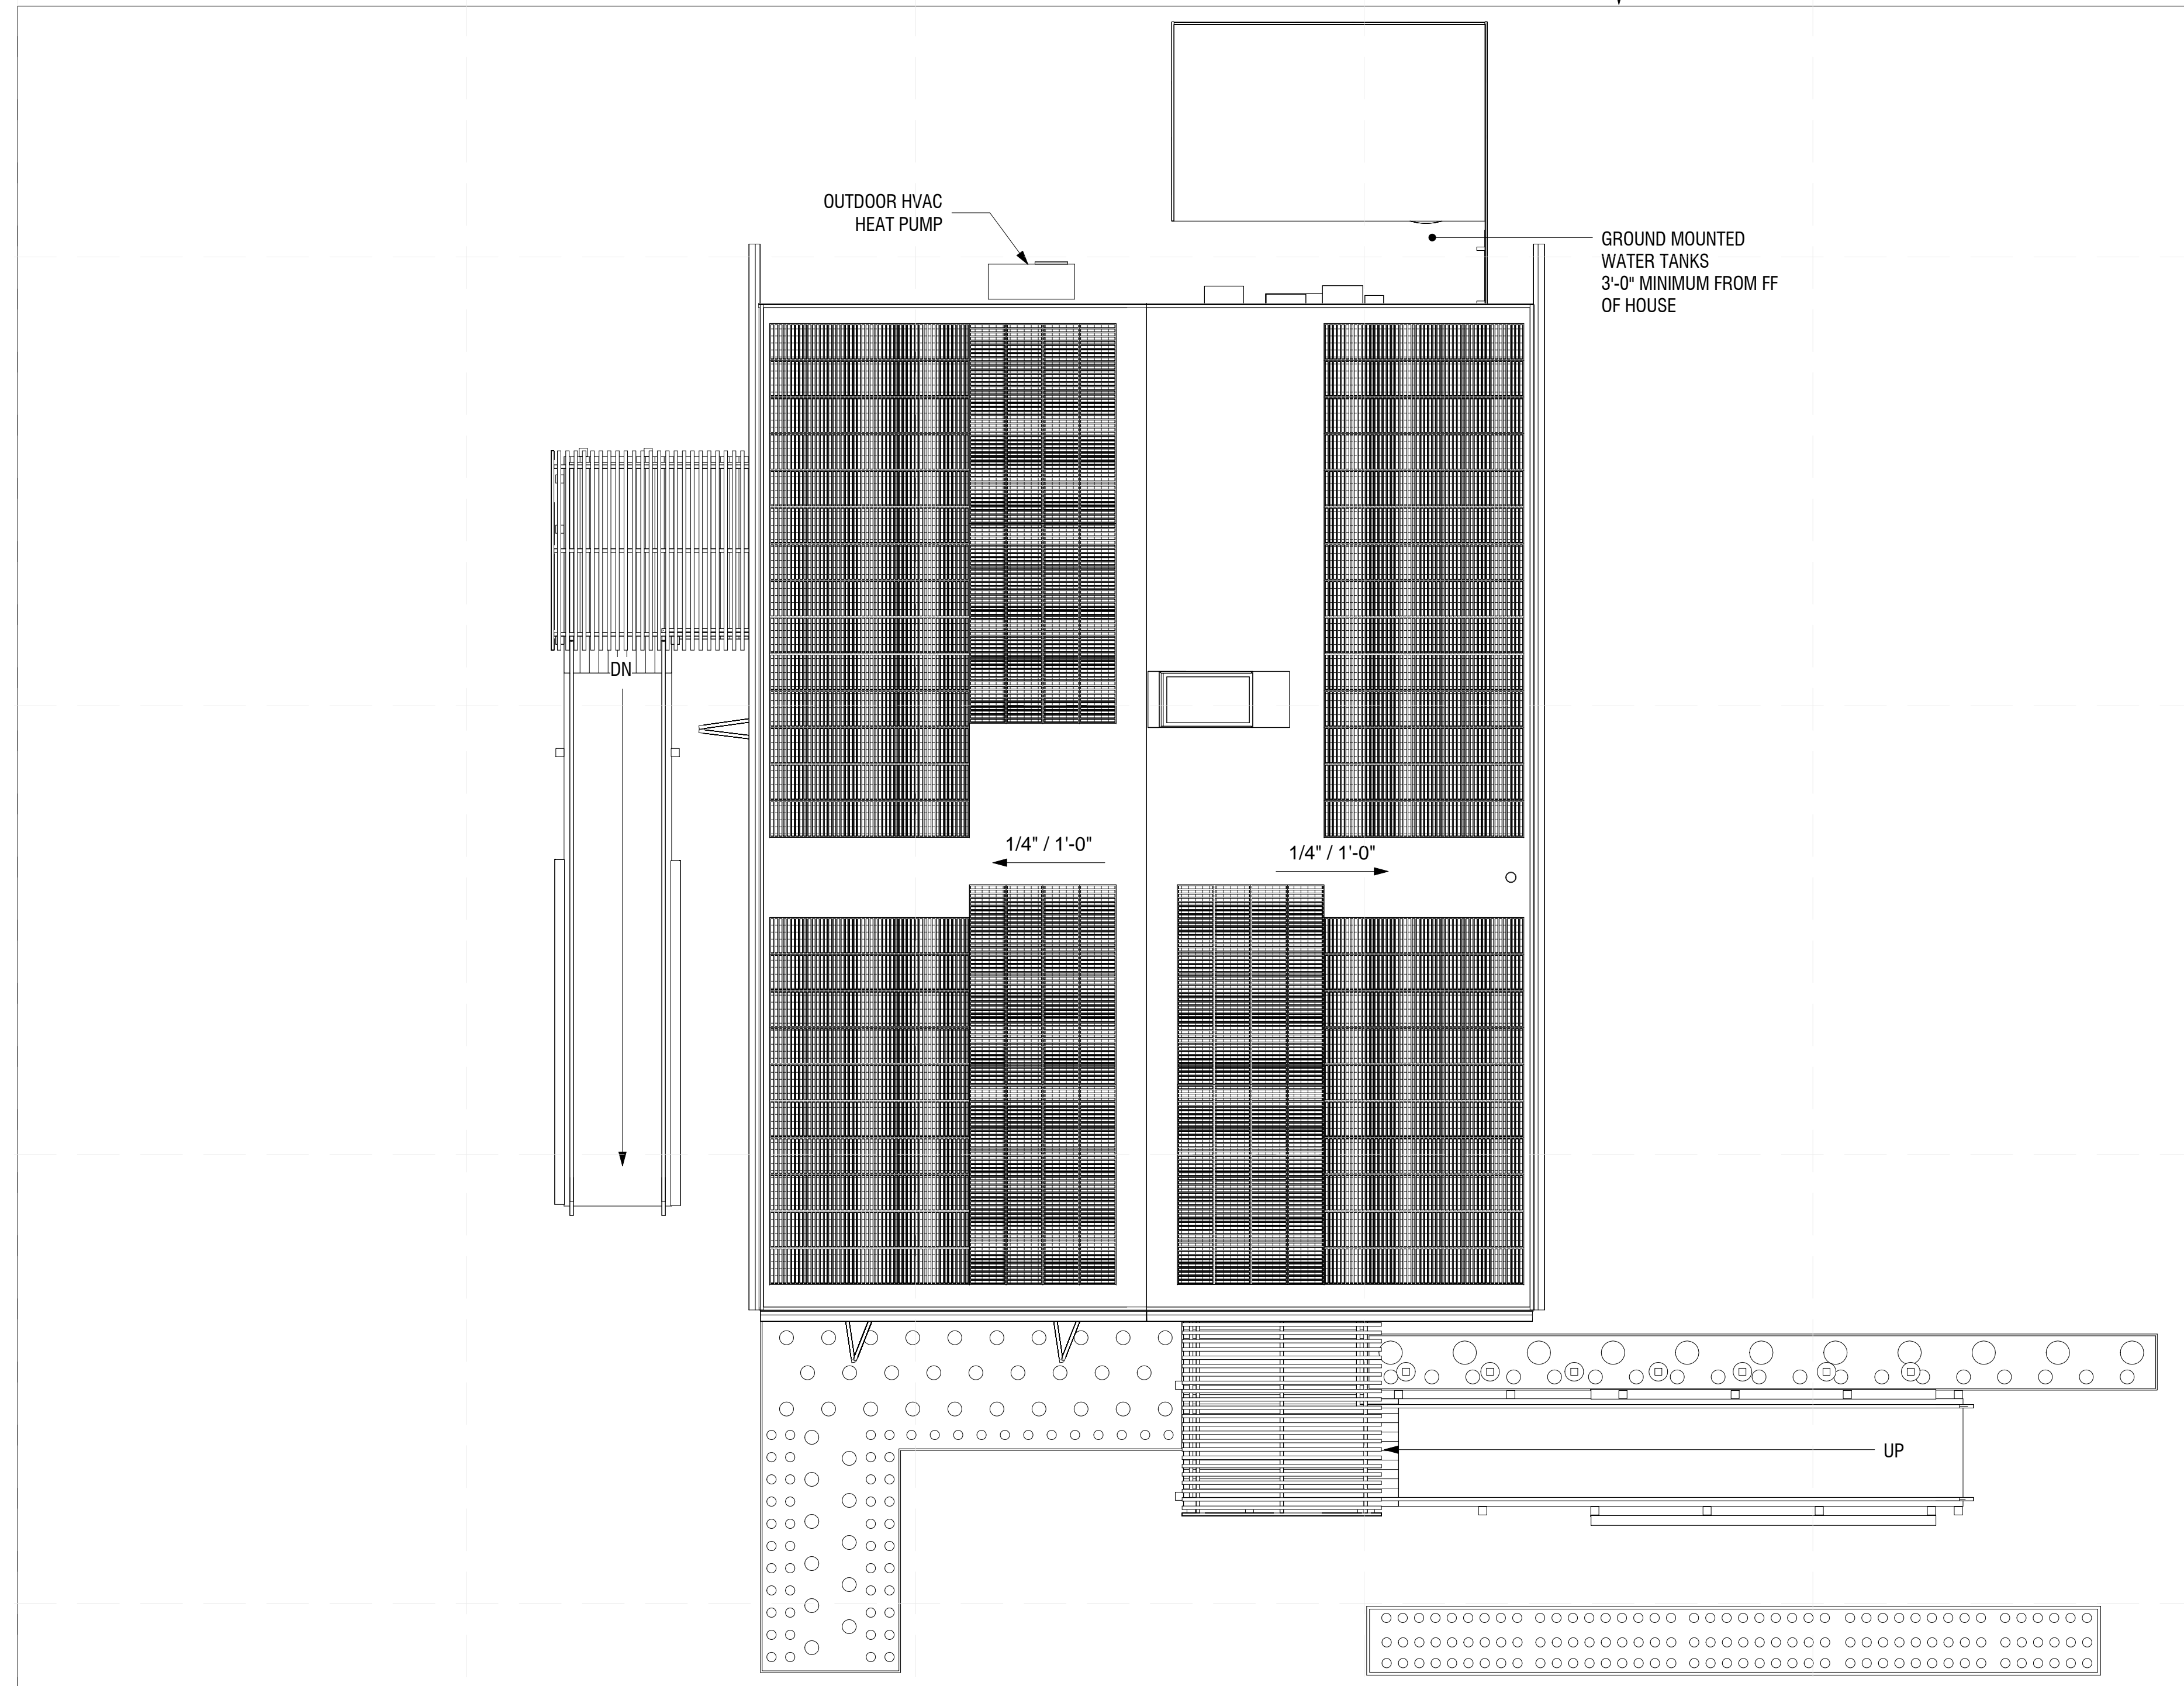 OUTDOOR HVAC
HEAT PUMP
GROUND MOUNTED
WATER TANKS
3'-0" MINIMUM FROM FF
OF HOUSE
DN
1/4" / 1'-0"
1/4" / 1'-0"
UP